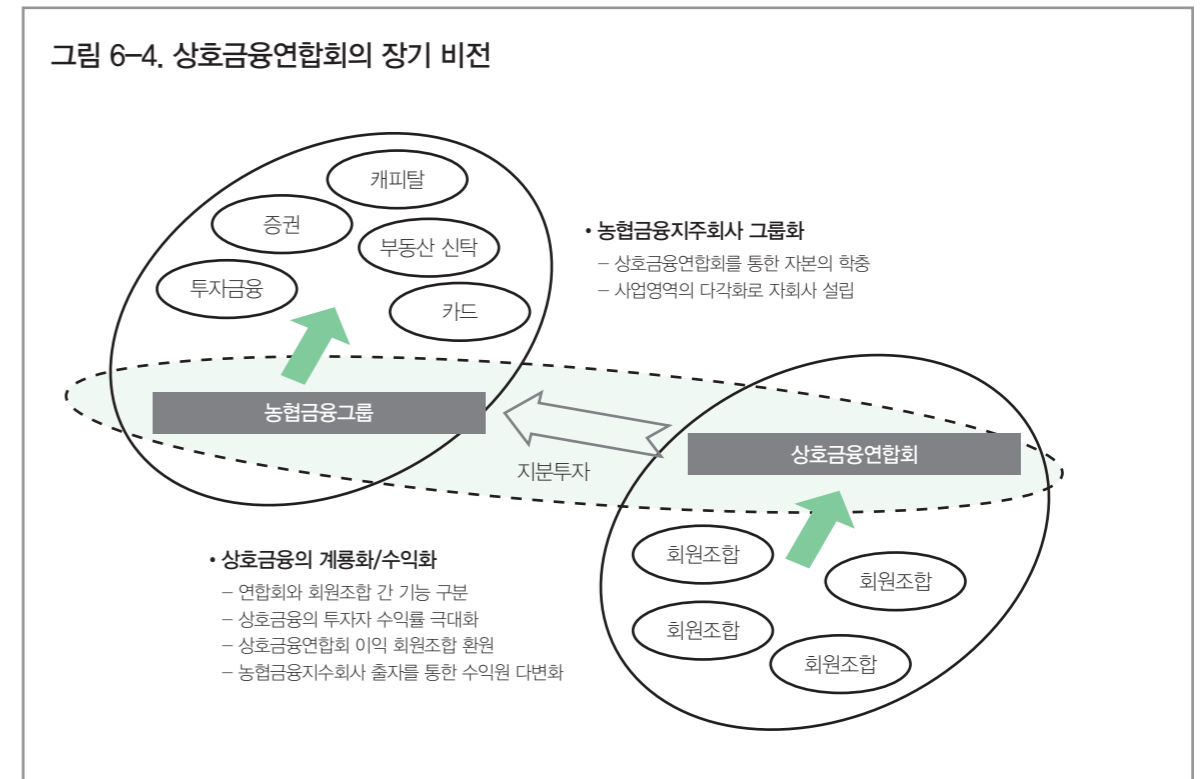 그림 6-4. 상호금융연합회의 장기 비전
캐피탈
증권
부동산 신탁
투자금융
카드
• 농협금융지주회사 그룹화
– 상호금융연합회를 통한 자본의 학충
– 사업영역의 다각화로 자회사 설립
농협금융그룹
지분투자
상호금융연합회
• 상호금융의 계룡화/수익화
– 연합회와 회원조합 간 기능 구분
– 상호금융의 투자자 수익률 극대화
– 상호금융연합회 이익 회원조합 환원
– 농협금융지수회사 출자를 통한 수익원 다변화
회원조합
회원조합
회원조합
회원조합